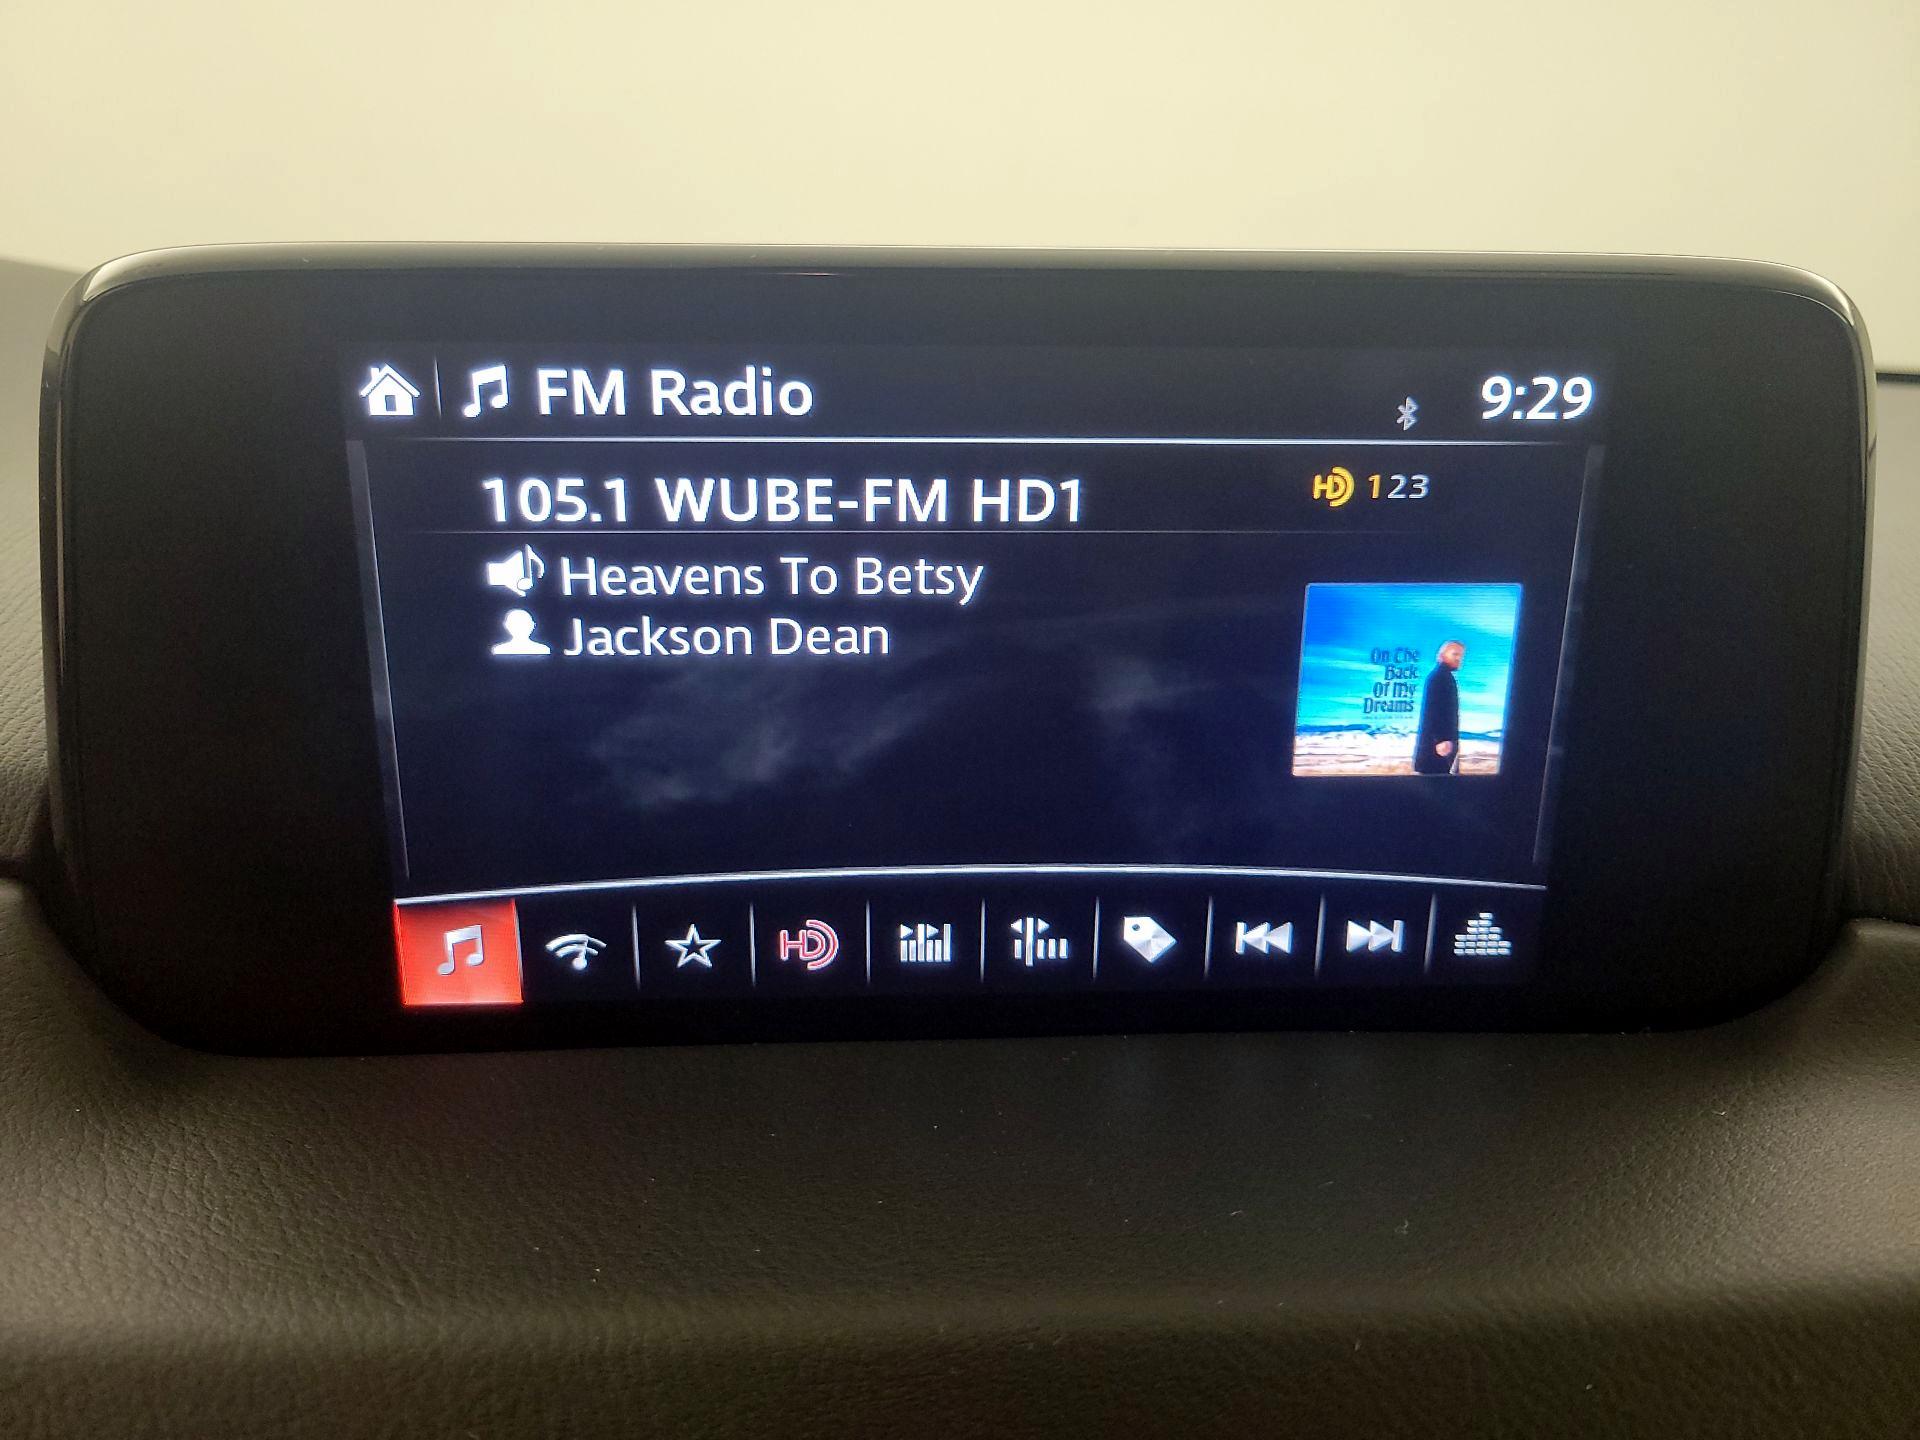 FM Radio
9:29
105.1 WUBE-FM HD1
HD 123
Heavens To Betsy
Jackson Dean
On The
Back
Of My
Dreams
HD